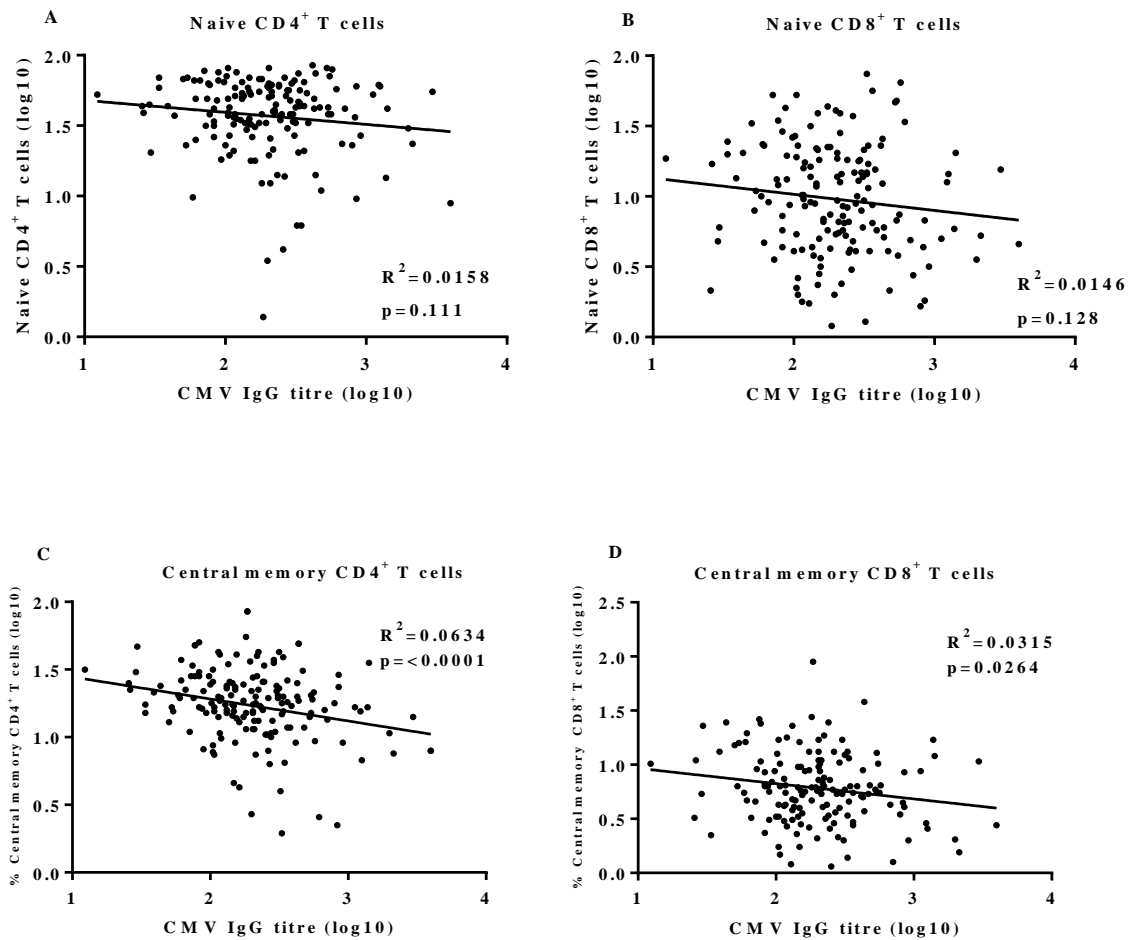 A
Naive CD4+ T cells
Naive CD4+ T cells (log10)
2.0
1.5
1.0
0.5
0.0
R2=0.0158
p=0.111
1 2 3 4
CMV IgG titre (log10)
B
Naive CD8+ T cells
Naive CD8+ T cells (log10)
2.0
1.5
1.0
0.5
0.0
R2=0.0146
p=0.128
1 2 3 4
CMV IgG titre (log10)
C
Central memory CD4+ T cells
% Central memory CD4+ T cells (log10)
2.0
1.5
1.0
0.5
0.0
R2=0.0634
p=<0.0001
1 2 3 4
CMV IgG titre (log10)
D
Central memory CD8+ T cells
% Central memory CD8+ T cells (log10)
2.5
2.0
1.5
1.0
0.5
0.0
R2=0.0315
p=0.0264
1 2 3 4
CMV IgG titre (log10)